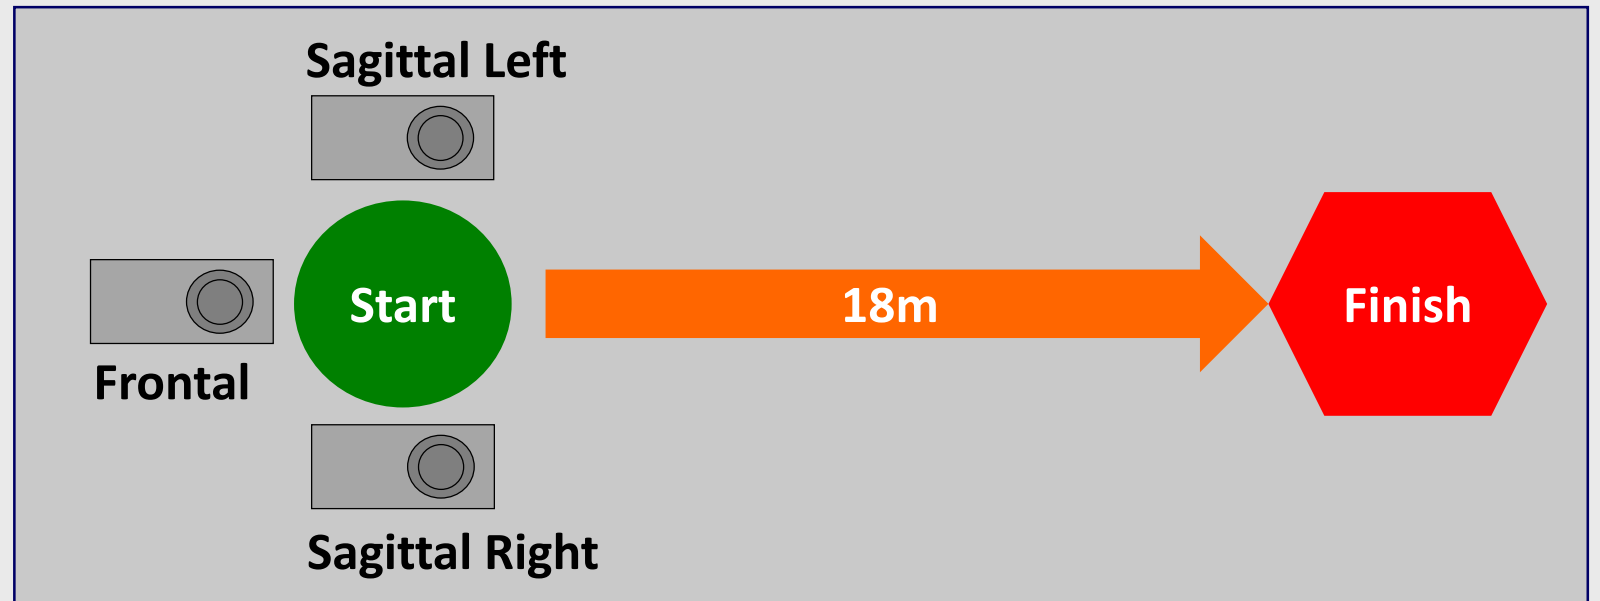 Sagittal Left
Start
18m
Finish
Frontal
Sagittal Right